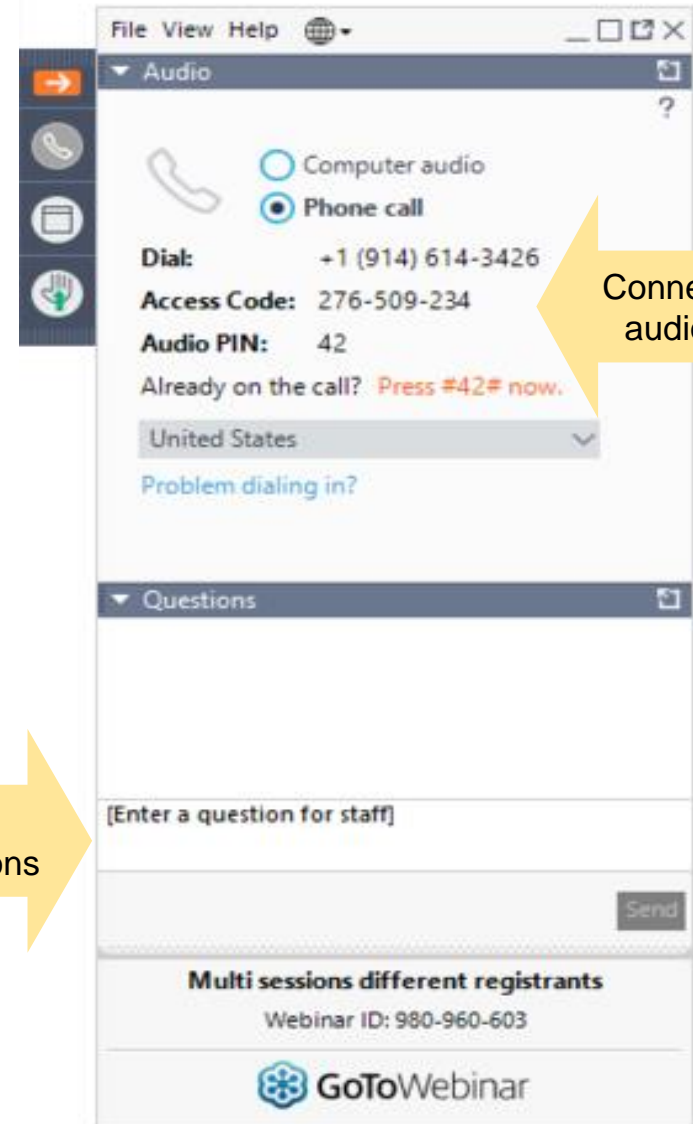 File View Help
Audio
?
Computer audio
Phone call
Dial: +1 (914) 614-3426
Access Code: 276-509-234
Audio PIN: 42
Already on the call? Press #42# now.
United States
Problem dialing in?
Questions
[Enter a question for staff]
Send
Multi sessions different registrants
Webinar ID: 980-960-603
GoToWebinar